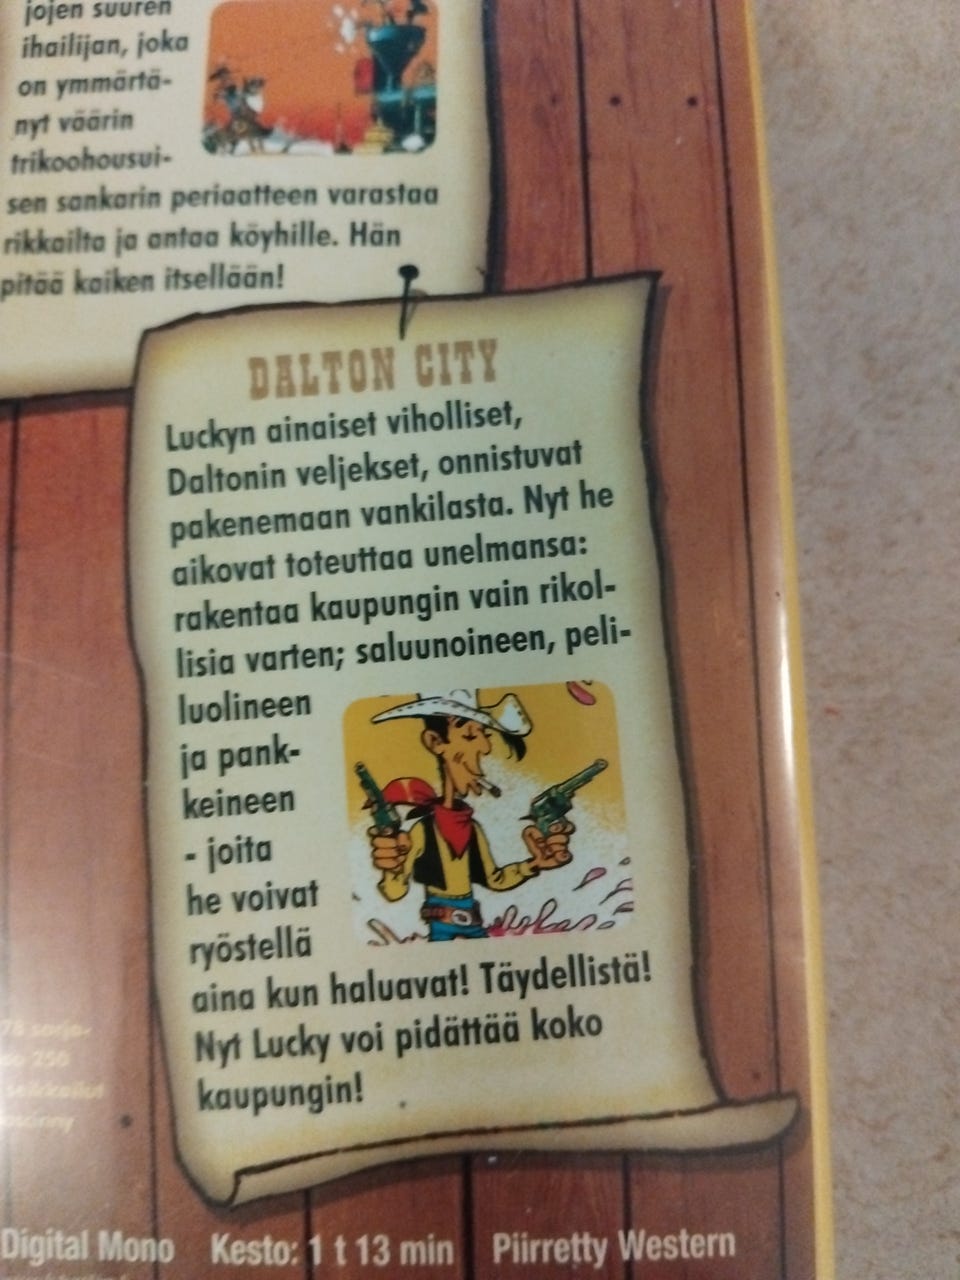 jojen suuren
ihailijan, joka
on ymmärtä-
nyt väärin
trikoohousui-
sen sankarin periaatteen varastaa
rikkailta ja antaa köyhille. Hän
pitää kaiken itsellään!
DALTON CITY
Luckyn ainaiset viholliset,
Daltonin veljekset, onnistuvat
pakenemaan vankilasta. Nyt he
aikovat toteuttaa unelmansa:
rakentaa kaupungin vain rikol-
lisia varten; saluunoineen, peli-
luolineen
ja pank-
keineen
- joita
he voivat
ryöstellä
aina kun haluavat! Täydellistä!
Nyt Lucky voi pidättää koko
kaupungin!
Digital Mono Kesto: 1 t 13 min Piirretty Western